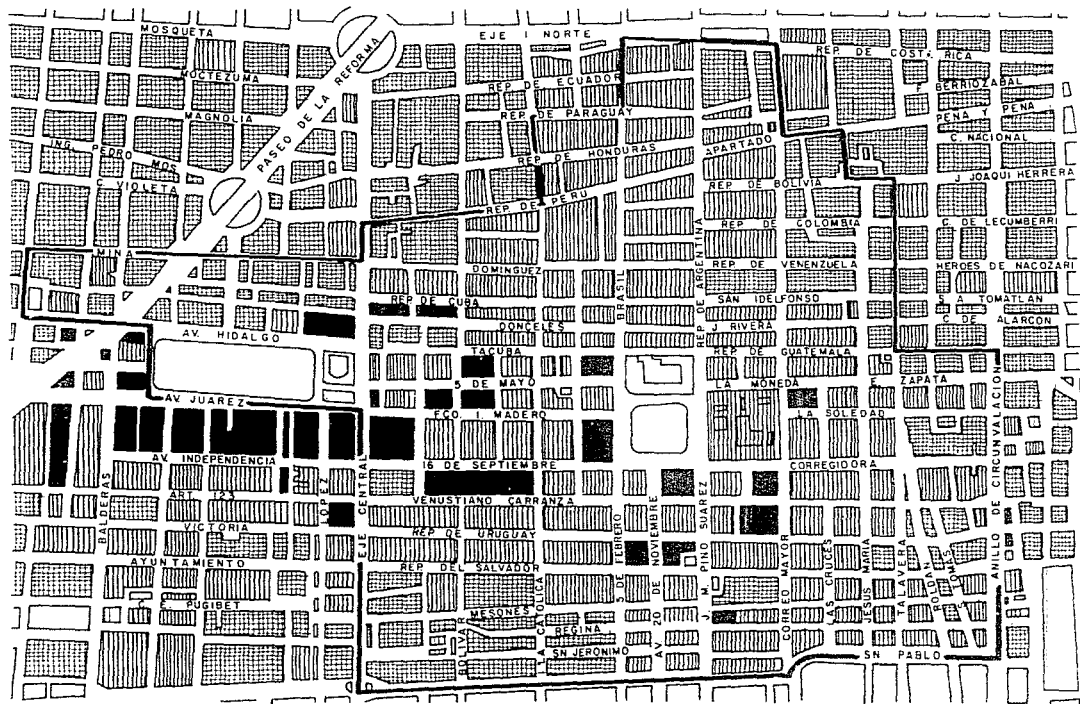 MOSQUETA
EJE I NORTE
REP. DE COSTA RICA
PASEO DE LA REFORMA
MOCTEZUMA
REP. DE ECUADOR
F. BERRIOZABAL
MAGNOLIA
REP. DE PARAGUAY
PEÑA Y PEÑA
C. NACIONAL
ING. PEDRO MOS.
REP. DE HONDURAS
APARTADO
J. JOAQUI HERRERA
C. VIOLETA
REP. DE BOLIVIA
REP. DE PERU
REP. DE COLOMBIA
C. DE LECUMBERRI
MINA
DOMINGUEZ
REP. DE VENENZUELA
HEROES DE NACOZARI
REP. DE CUBA
BRASIL
REP. DE ARGENTINA
SAN IDELFONSO
S. A. TOMATLAN
AV. HIDALGO
DONCELES
J. RIVERA
C. DE ALARCON
TACUBA
REP. DE GUATEMALA
5 DE MAYO
LA MONEDA
E. ZAPATA
AV. JUAREZ
FCO. I. MADERO
LA SOLEDAD
AV. INDEPENDENCIA
16 DE SEPTIEMBRE
CORREGIDORA
ART. 123
VENUSTIANO CARRANZA
BALDERAS
LOPEZ
EJE CENTRAL
VICTORIA
REP. DE URUGUAY
AYUNTAMIENTO
REP. DEL SALVADOR
5 DE FEBRERO
AV. 20 DE NOVIEMBRE
J. M. PINO SUAREZ
CORREO MAYOR
LAS CRUCES
JESUS MARIA
TALAVERA
ROLDAN
S. TOMAS
ANILLO DE CIRCUNVALACION
E. PUGIBET
MESONES
BOLIVAR
LA CATOLICA
REGINA
SN JERONIMO
SN PABLO